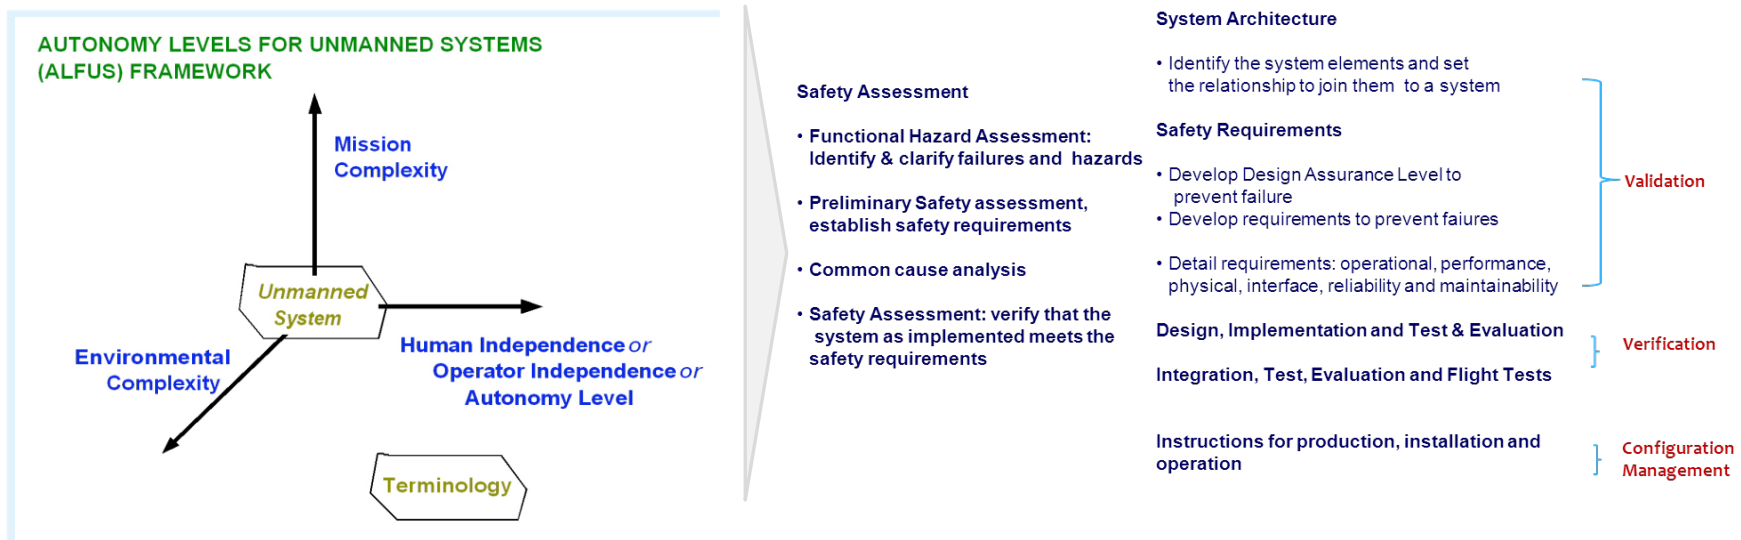 AUTONOMY LEVELS FOR UNMANNED SYSTEMS
(ALFUS) FRAMEWORK
Mission
Complexity
Unmanned
System
Environmental
Complexity
Human Independence or
Operator Independence or
Autonomy Level
Terminology
Safety Assessment
• Functional Hazard Assessment:
Identify & clarify failures and hazards
• Preliminary Safety assessment,
establish safety requirements
• Common cause analysis
• Safety Assessment: verify that the
system as implemented meets the
safety requirements
System Architecture
• Identify the system elements and set
the relationship to join them to a system
Safety Requirements
• Develop Design Assurance Level to
prevent failure
• Develop requirements to prevent faiures
• Detail requirements: operational, performance,
physical, interface, reliability and maintainability
Validation
Design, Implementation and Test & Evaluation
Integration, Test, Evaluation and Flight Tests
Verification
Instructions for production, installation and
operation
Configuration
Management